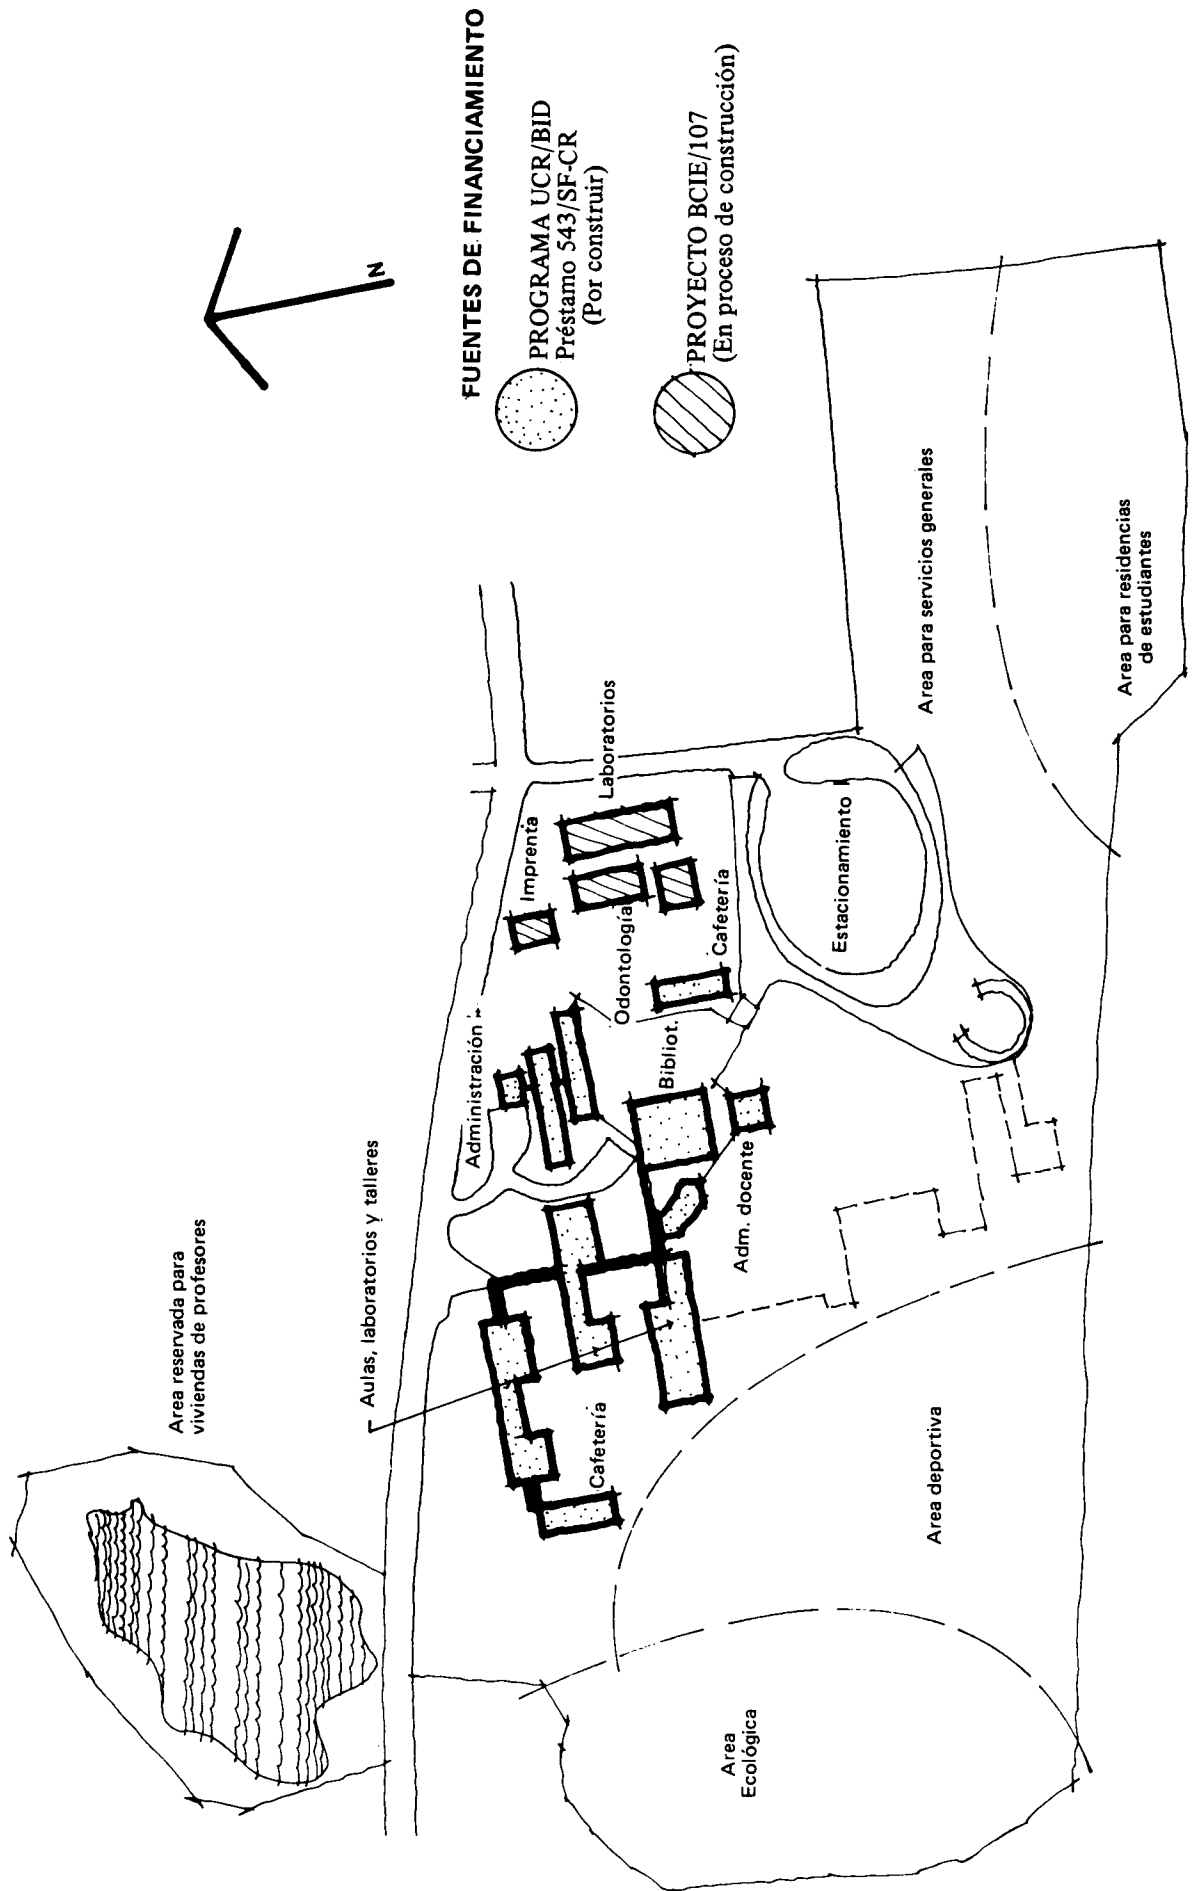 FUENTES DE FINANCIAMIENTO
PROGRAMA UCR/BID
Préstamo 543/SF-CR
(Por construir)
PROYECTO BCIE/107
(En proceso de construcción)
N
Area reservada para
viviendas de profesores
Aulas, laboratorios y talleres
Administración
Imprenta
Laboratorios
Odontología
Cafetería
Bibliot.
Adm. docente
Cafetería
Estacionamiento
Area para servicios generales
Area para residencias
de estudiantes
Area deportiva
Area
Ecológica